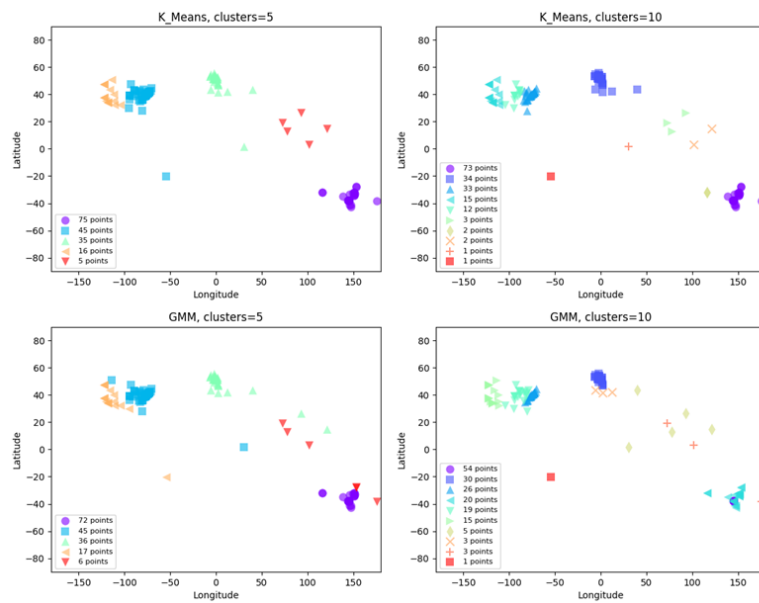 K_Means, clusters=5
80
60
40
20
0
−20
−40
−60
−80
Latitude
75 points
45 points
35 points
16 points
5 points
−150 −100 −50 0 50 100 150
Longitude
K_Means, clusters=10
80
60
40
20
0
−20
−40
−60
−80
Latitude
73 points
34 points
33 points
15 points
12 points
3 points
2 points
2 points
1 points
1 points
−150 −100 −50 0 50 100 150
Longitude
GMM, clusters=5
80
60
40
20
0
−20
−40
−60
−80
Latitude
72 points
45 points
36 points
17 points
6 points
−150 −100 −50 0 50 100 150
Longitude
GMM, clusters=10
80
60
40
20
0
−20
−40
−60
−80
Latitude
54 points
30 points
26 points
20 points
19 points
15 points
5 points
3 points
3 points
1 points
−150 −100 −50 0 50 100 150
Longitude